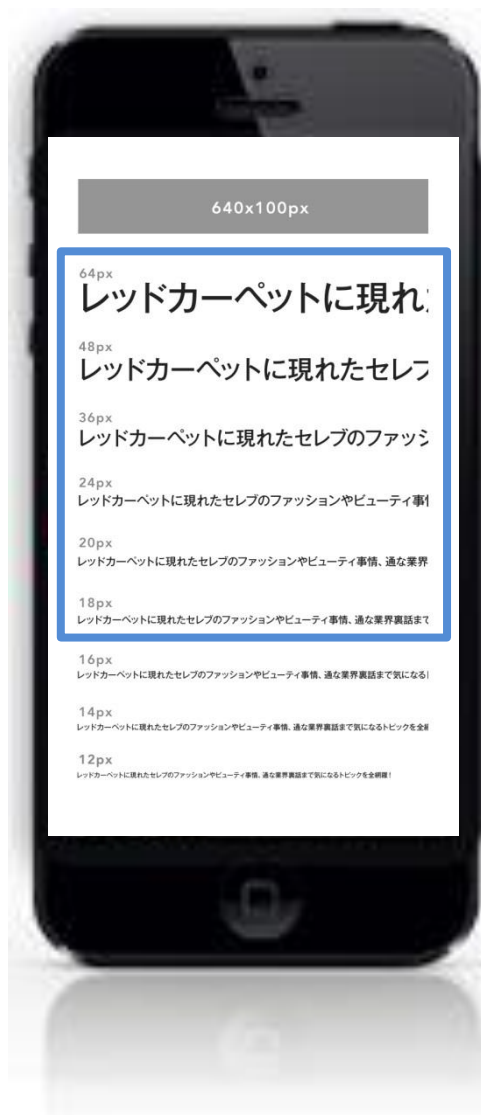 640x100px
64px
レッドカーペットに現れ
48px
レッドカーペットに現れたセレブ
36px
レッドカーペットに現れたセレブのファッシ
24px
レッドカーペットに現れたセレブのファッションやビューティ事情
20px
レッドカーペットに現れたセレブのファッションやビューティ事情、通な業界
18px
レッドカーペットに現れたセレブのファッションやビューティ事情、通な業界裏話まで
16px
レッドカーペットに現れたセレブのファッションやビューティ事情、通な業界裏話まで気になる
14px
レッドカーペットに現れたセレブのファッションやビューティ事情、通な業界裏話まで気になるトピックを全網
12px
レッドカーペットに現れたセレブのファッションやビューティ事情、通な業界裏話まで気になるトピックを全網羅！